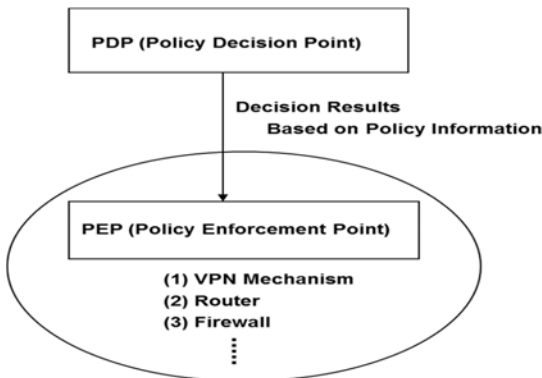 PDP (Policy Decision Point)
Decision Results
Based on Policy Information
PEP (Policy Enforcement Point)
(1) VPN Mechanism
(2) Router
(3) Firewall